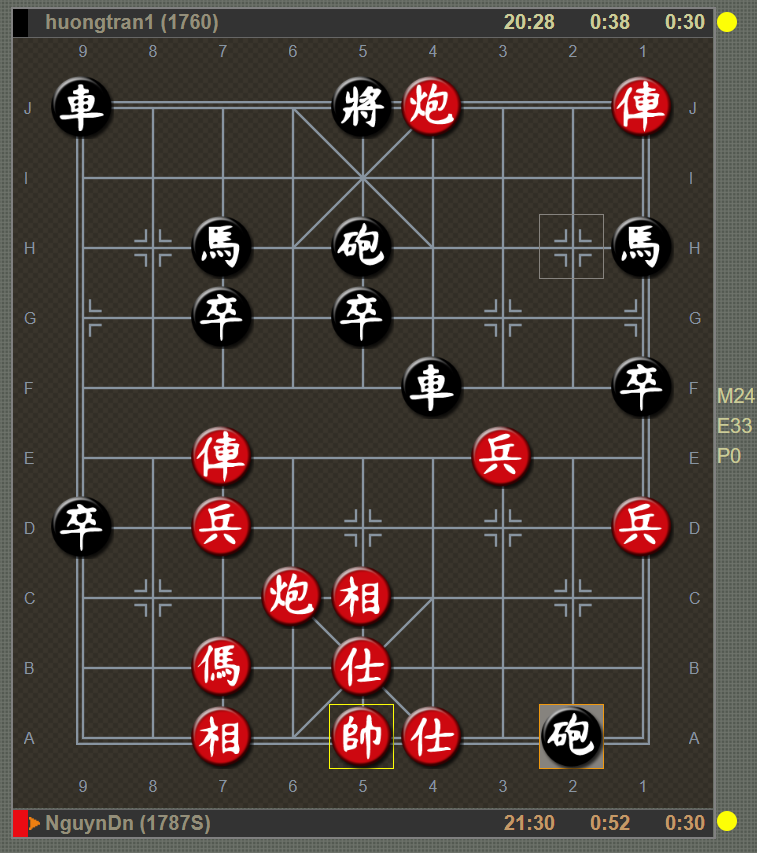 huongtran1 (1760) 20:28 0:38 0:30
9 8 7 6 5 4 3 2 1
J 車 將 炮 俥 J
I I
H 馬 砲 馬 H
G 卒 卒 G
F 車 卒 F
M24
E33
P0
E 俥 兵 E
D 卒 兵 兵 D
C 炮 相 C
B 傌 仕 B
A 相 帥 仕 砲 A
9 8 7 6 5 4 3 2 1
NguynDn (1787S) 21:30 0:52 0:30